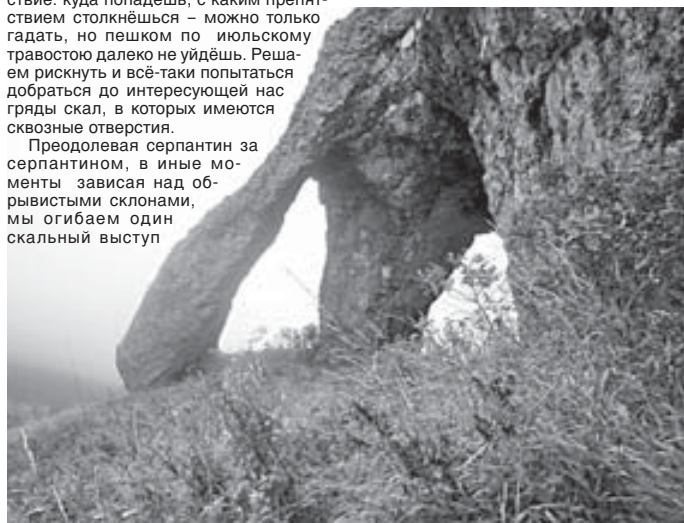 ствие: куда попадёшь, с каким препят-
ствием столкнёшься – можно только
гадать, но пешком по июльскому
травостою далеко не уйдёшь. Реша-
ем рискнуть и всё-таки попытаться
добраться до интересующей нас
гряды скал, в которых имеются
сквозные отверстия.
Преодолевая серпантин за
серпантином, в иные мо-
менты зависая над об-
рывистыми склонами,
мы огибаем один
скальный выступ